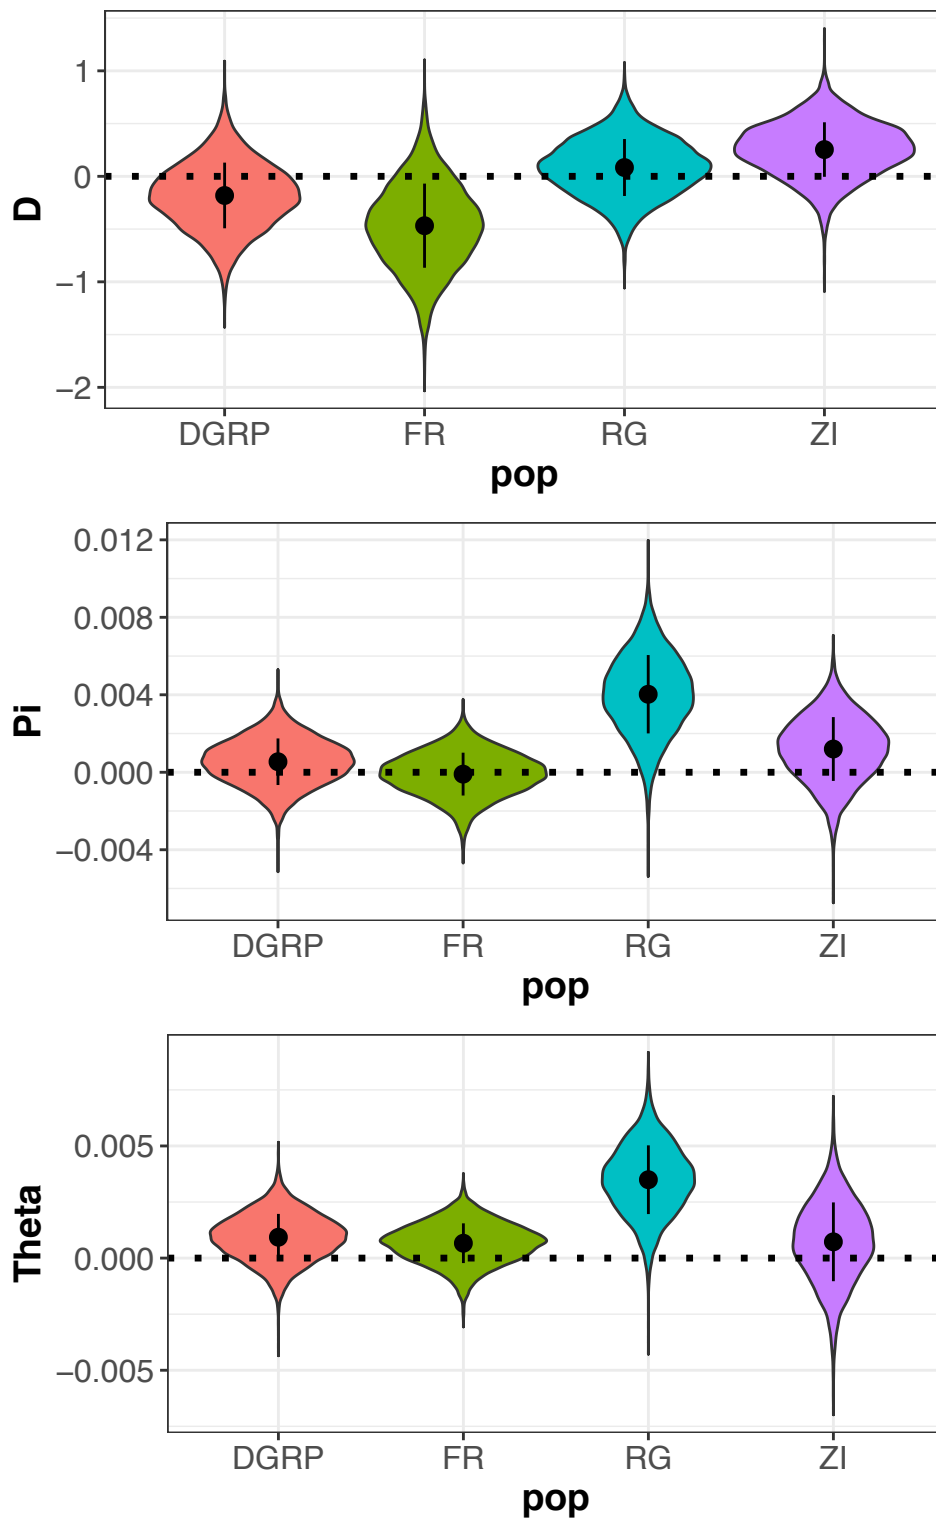 D
1
0
−1
−2
DGRP FR RG ZI
pop
Pi
0.012
0.008
0.004
0.000
−0.004
DGRP FR RG ZI
pop
Theta
0.005
0.000
−0.005
DGRP FR RG ZI
pop